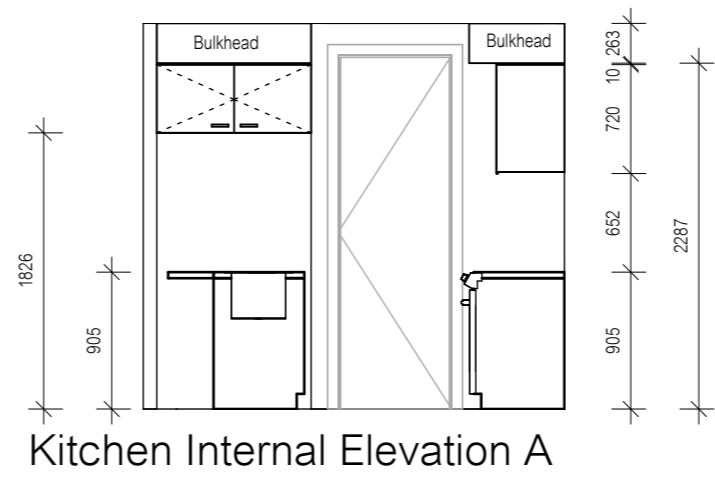 Bulkhead
Bulkhead
263
10
720
652
2287
1826
905
905
Kitchen Internal Elevation A